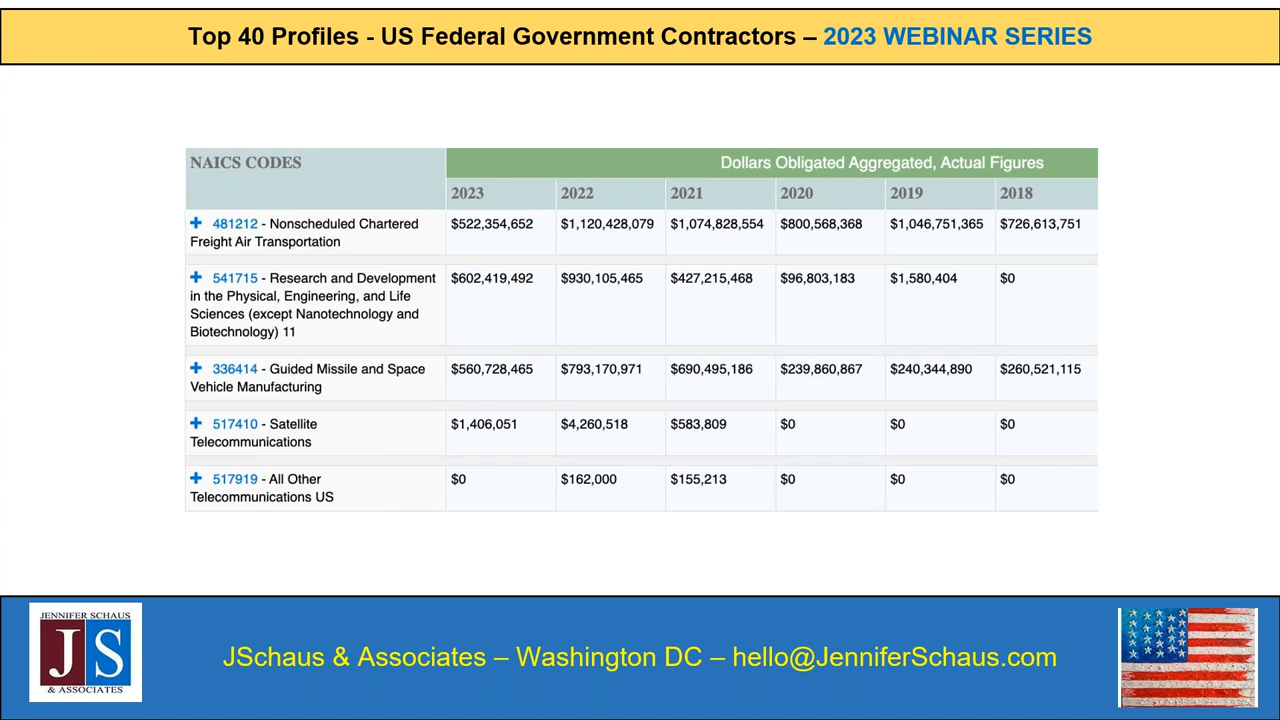 Top 40 Profiles - US Federal Government Contractors – 2023 WEBINAR SERIES
NAICS CODES
Dollars Obligated Aggregated, Actual Figures
2023 2022 2021 2020 2019 2018
481212 - Nonscheduled Chartered
Freight Air Transportation
$522,354,652 $1,120,428,079 $1,074,828,554 $800,568,368 $1,046,751,365 $726,613,751
541715 - Research and Development
in the Physical, Engineering, and Life
Sciences (except Nanotechnology and
Biotechnology) 11
$602,419,492 $930,105,465 $427,215,468 $96,803,183 $1,580,404 $0
336414 - Guided Missile and Space
Vehicle Manufacturing
$560,728,465 $793,170,971 $690,495,186 $239,860,867 $240,344,890 $260,521,115
517410 - Satellite
Telecommunications
$1,406,051 $4,260,518 $583,809 $0 $0 $0
517919 - All Other
Telecommunications US
$0 $162,000 $155,213 $0 $0 $0
JENNIFER SCHAUS
JS
& ASSOCIATES
JSchaus & Associates – Washington DC – hello@JenniferSchaus.com